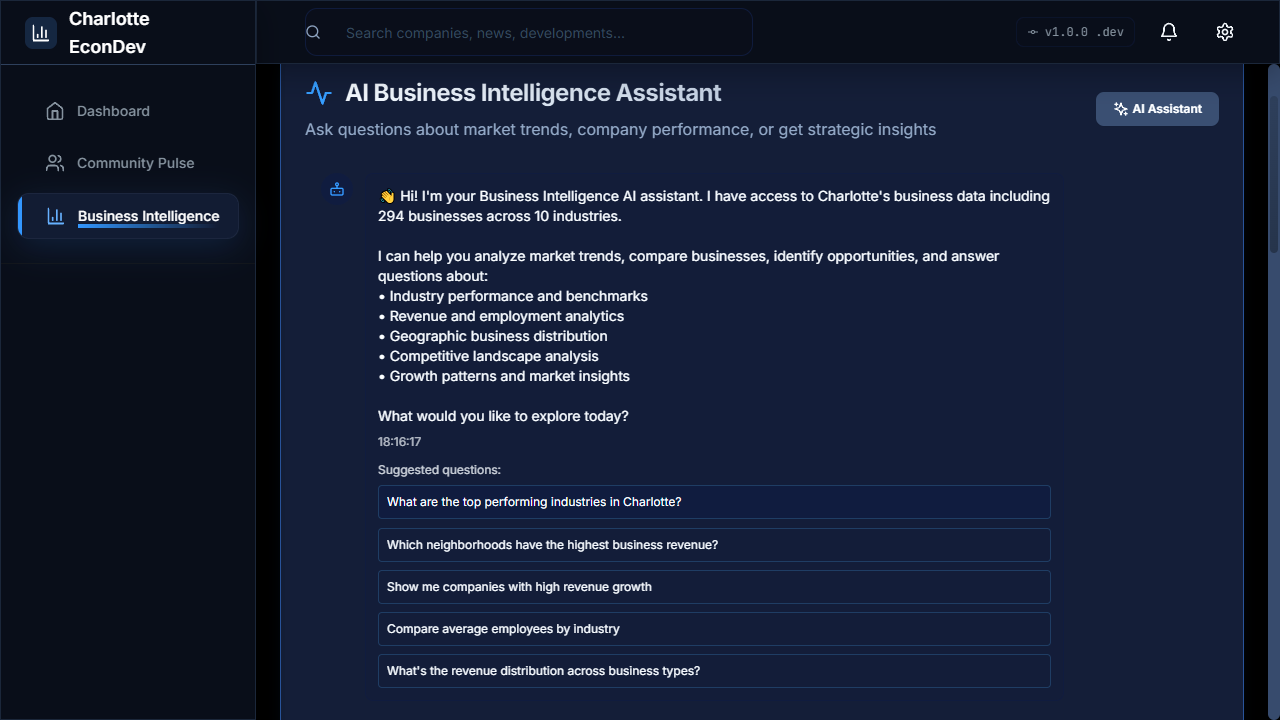 Charlotte
EconDev
Search companies, news, developments...
v1.0.0 .dev
Dashboard
Community Pulse
Business Intelligence
AI Business Intelligence Assistant
Ask questions about market trends, company performance, or get strategic insights
AI Assistant
👋 Hi! I'm your Business Intelligence AI assistant. I have access to Charlotte's business data including
294 businesses across 10 industries.
I can help you analyze market trends, compare businesses, identify opportunities, and answer
questions about:
• Industry performance and benchmarks
• Revenue and employment analytics
• Geographic business distribution
• Competitive landscape analysis
• Growth patterns and market insights
What would you like to explore today?
18:16:17
Suggested questions:
What are the top performing industries in Charlotte?
Which neighborhoods have the highest business revenue?
Show me companies with high revenue growth
Compare average employees by industry
What's the revenue distribution across business types?